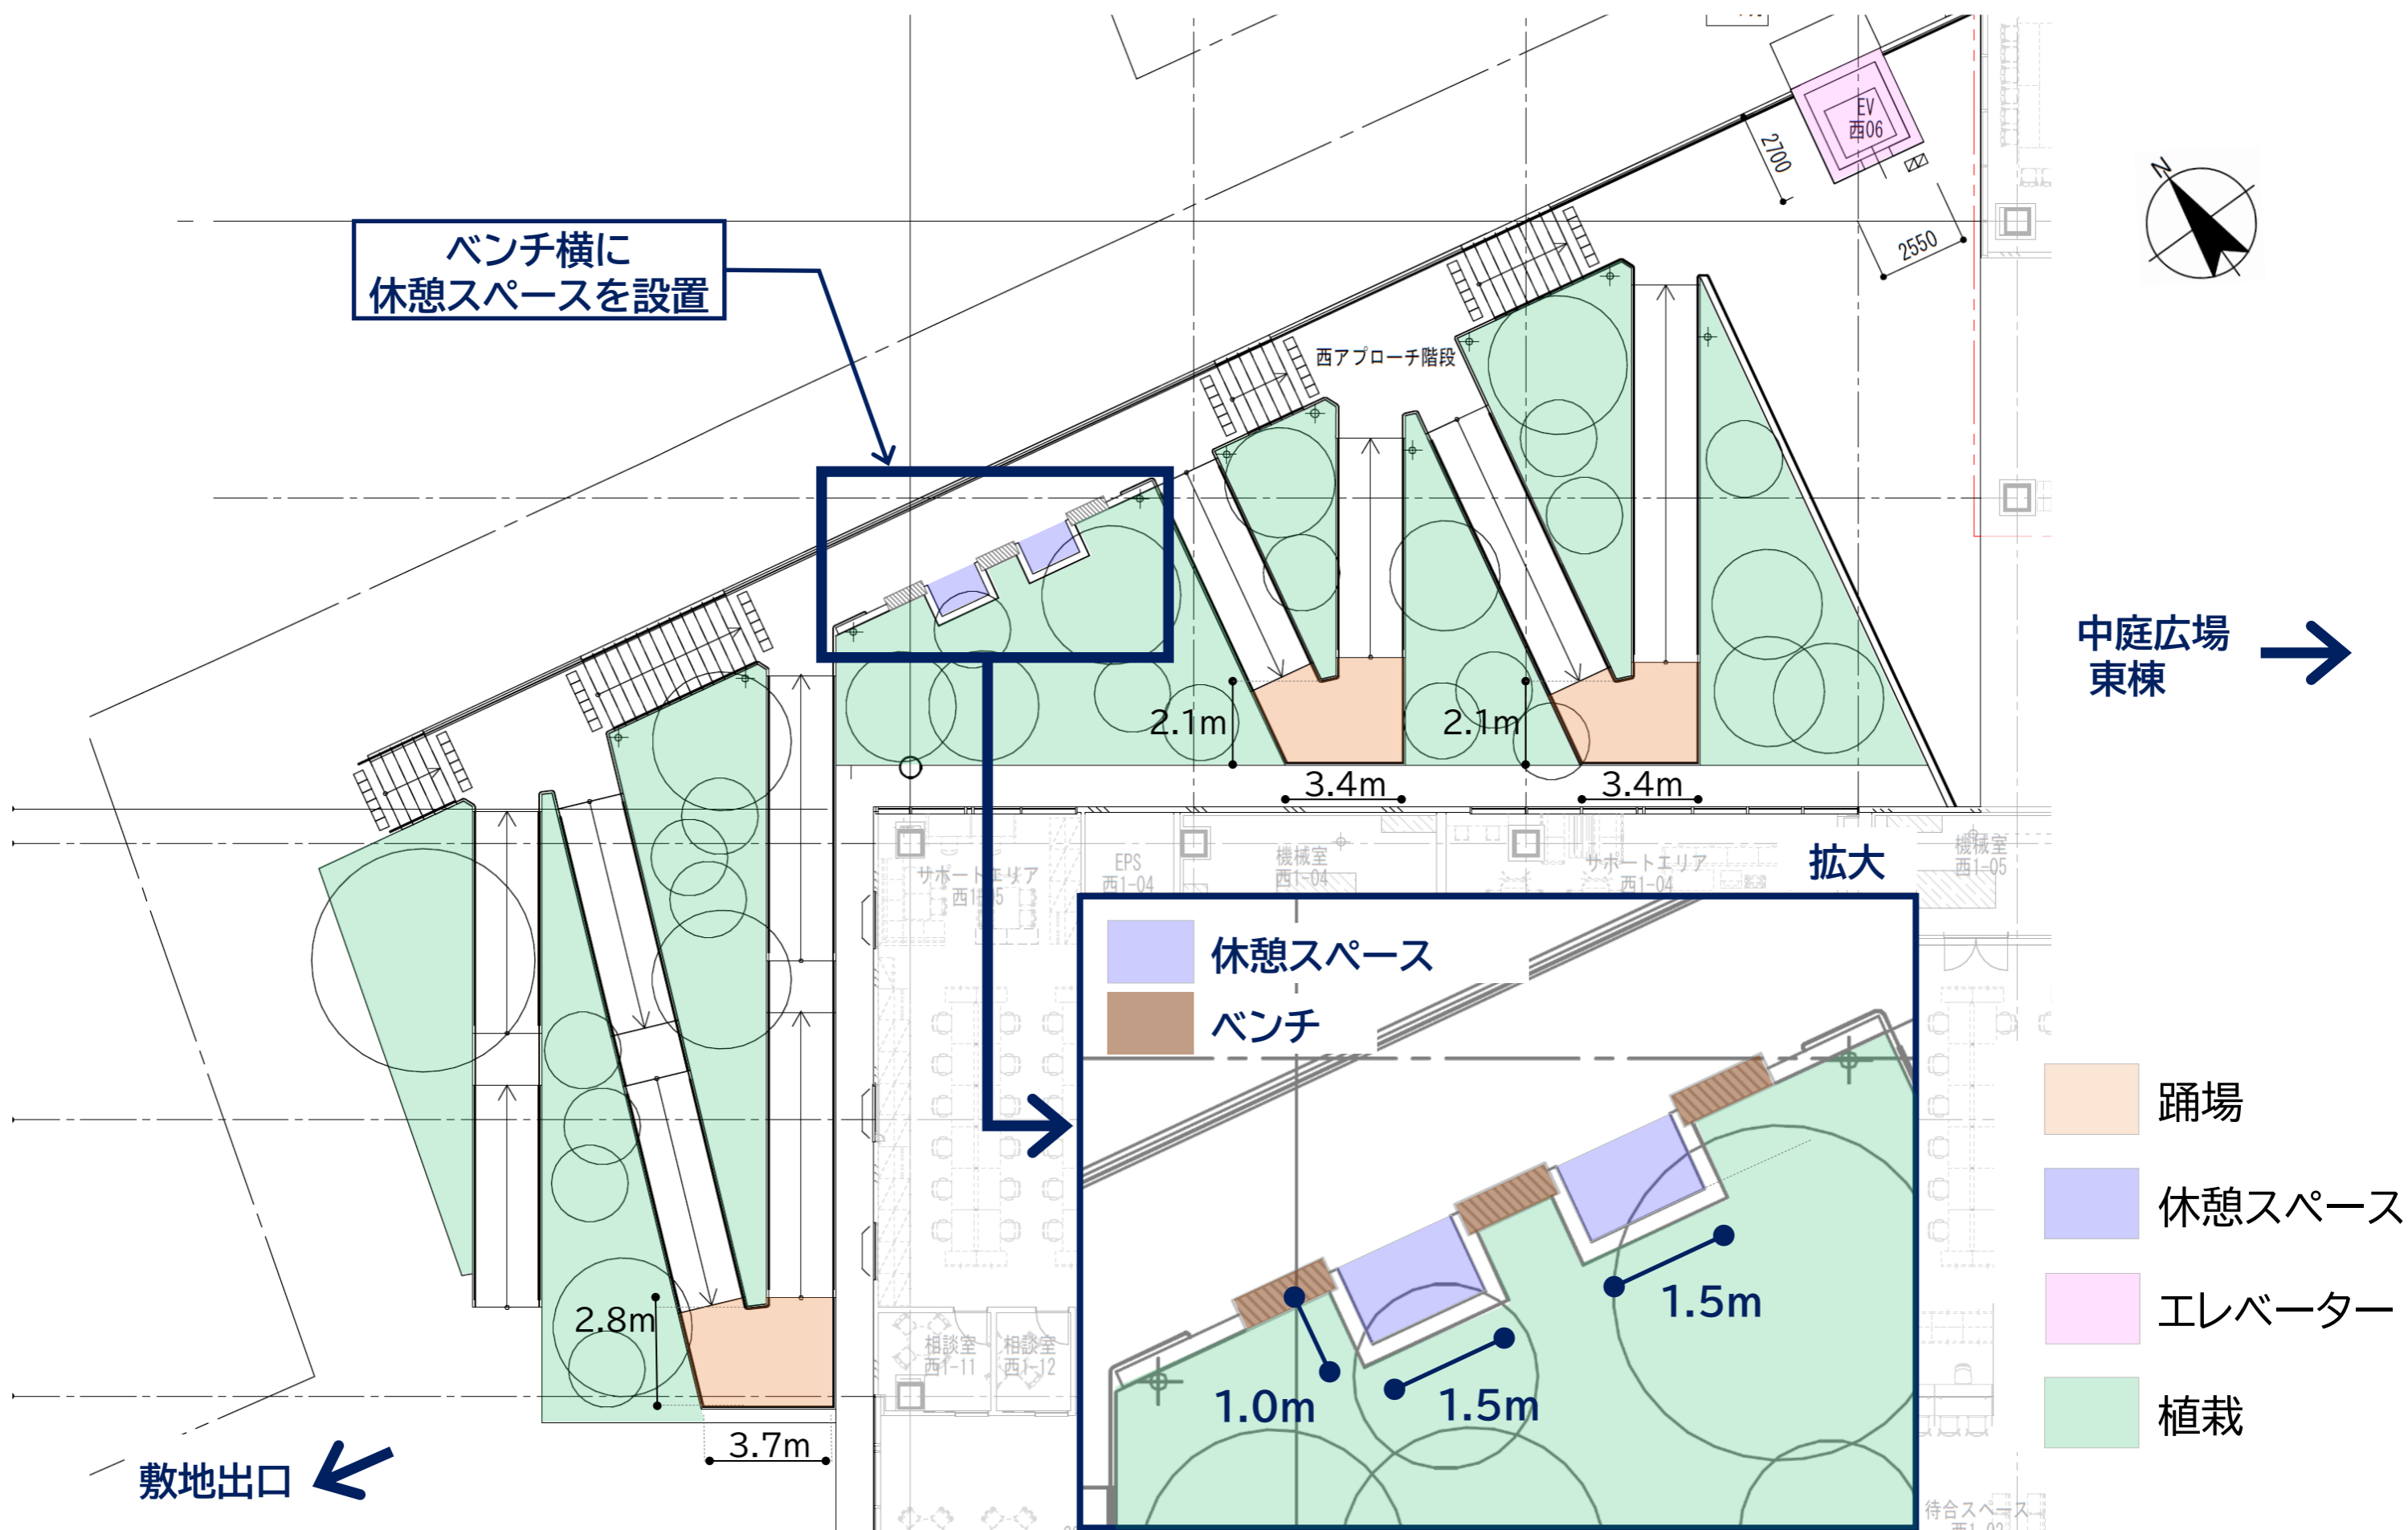 EV
西06
2700
2550
N
ベンチ横に
休憩スペースを設置
西アプローチ階段
中庭広場
東棟
2.1m
2.1m
3.4m
3.4m
サポートエリア
西1-05
EPS
西1-04
機械室
西1-04
サポートエリア
西1-04
拡大
機械室
西1-05
休憩スペース
ベンチ
1.5m
1.0m
1.5m
踊場
休憩スペース
エレベーター
植栽
2.8m
相談室
西1-11
相談室
西1-12
3.7m
敷地出口
待合スペース